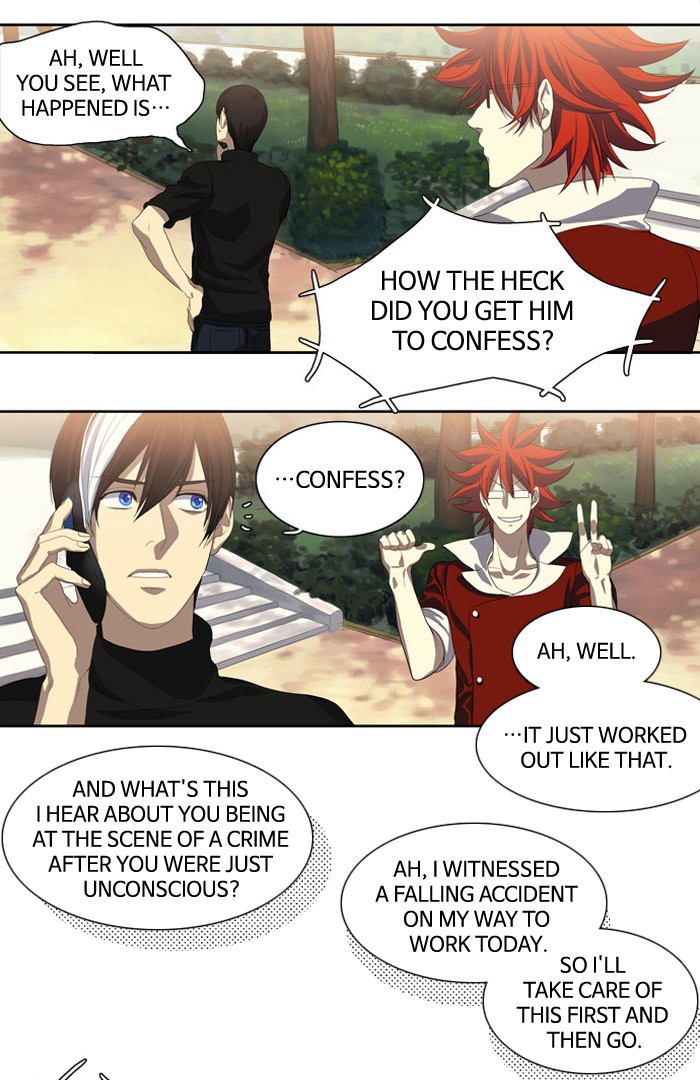 AH, WELL
YOU SEE, WHAT
HAPPENED IS…
HOW THE HECK
DID YOU GET HIM
TO CONFESS?
…CONFESS?
AH, WELL.
…IT JUST WORKED
OUT LIKE THAT.
AND WHAT'S THIS
I HEAR ABOUT YOU BEING
AT THE SCENE OF A CRIME
AFTER YOU WERE JUST
UNCONSCIOUS?
AH, I WITNESSED
A FALLING ACCIDENT
ON MY WAY TO
WORK TODAY.
SO I'LL
TAKE CARE OF
THIS FIRST AND
THEN GO.